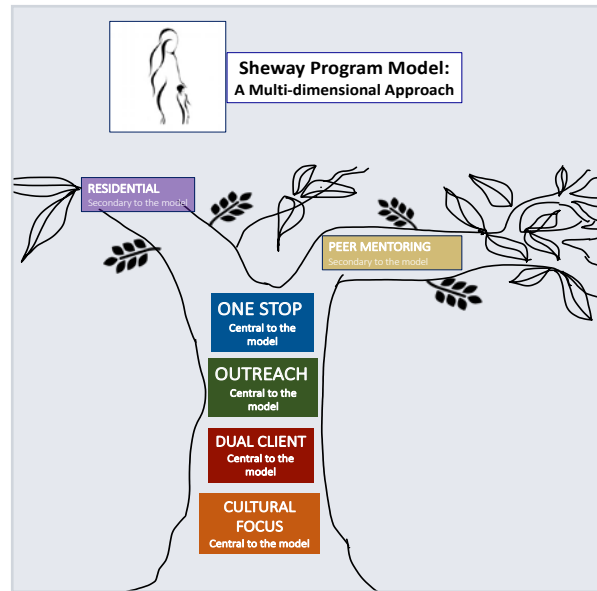 Sheway Program Model:
A Multi-dimensional Approach
RESIDENTIAL
Secondary to the model
PEER MENTORING
Secondary to the model
ONE STOP
Central to the
model
OUTREACH
Central to the
model
DUAL CLIENT
Central to the
model
CULTURAL
FOCUS
Central to the model